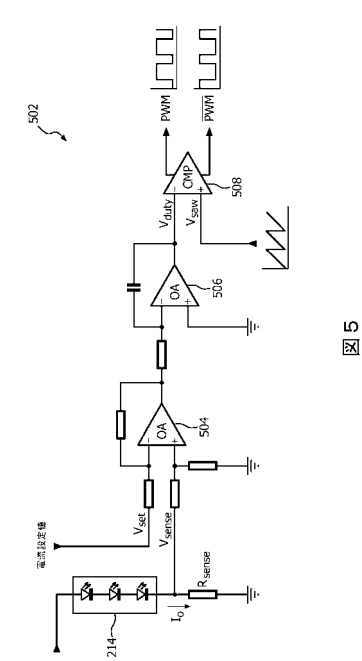 502
PWM
PWM
CMP
508
Vduty
Vsaw
OA
506
OA
504
Vset
Vsense
電流設定値
Rsense
Io
214
図 5